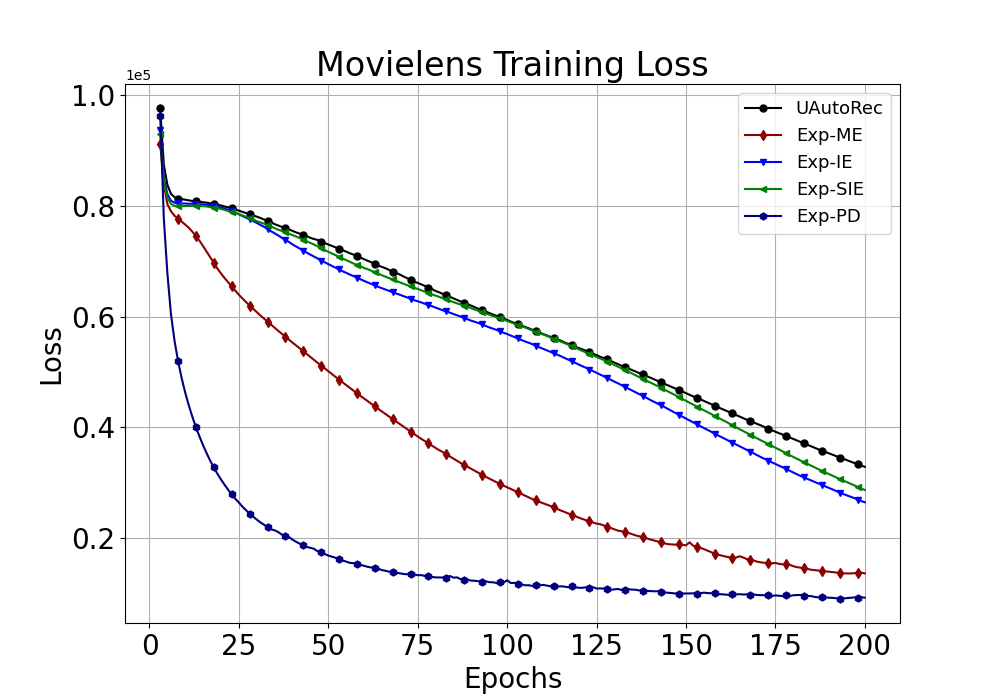 Movielens Training Loss
1e5
1.0
0.8
0.6
0.4
0.2
Loss
UAutoRec
Exp-ME
Exp-IE
Exp-SIE
Exp-PD
0 25 50 75 100 125 150 175 200
Epochs